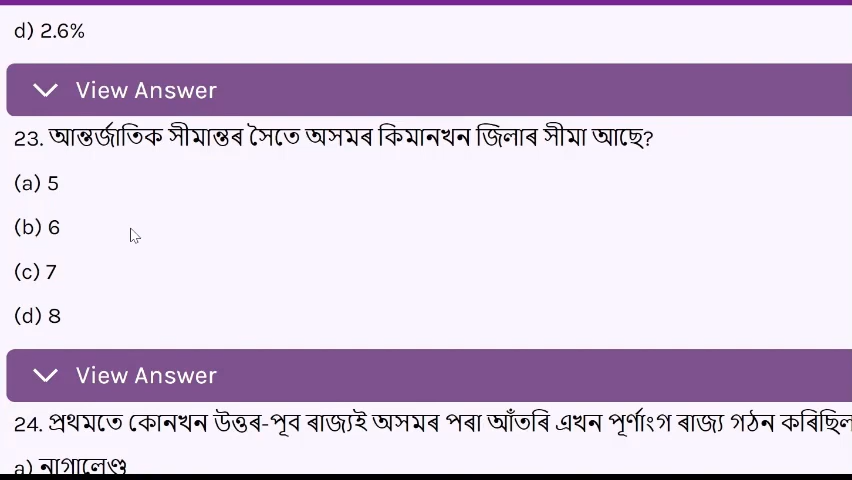 d) 2.6%
View Answer
23. আন্তৰ্জাতিক সীমান্তৰ সৈতে অসমৰ কিমানখন জিলাৰ সীমা আছে?
(a) 5
(b) 6
(c) 7
(d) 8
View Answer
24. প্ৰথমতে কোনখন উত্তৰ-পূব ৰাজ্যই অসমৰ পৰা আঁতৰি এখন পূৰ্ণাংগ ৰাজ্য গঠন কৰিছিল
a) নাগালেণ্ড